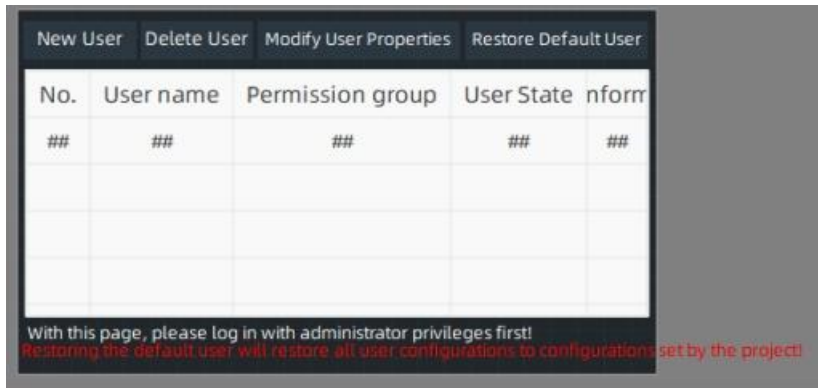 New User Delete User Modify User Properties Restore Default User
No. User name Permission group User State nform
## ## ## ## ##
With this page, please log in with administrator privileges first!
Restoring the default user will restore all user configurations to configurations set by the project!